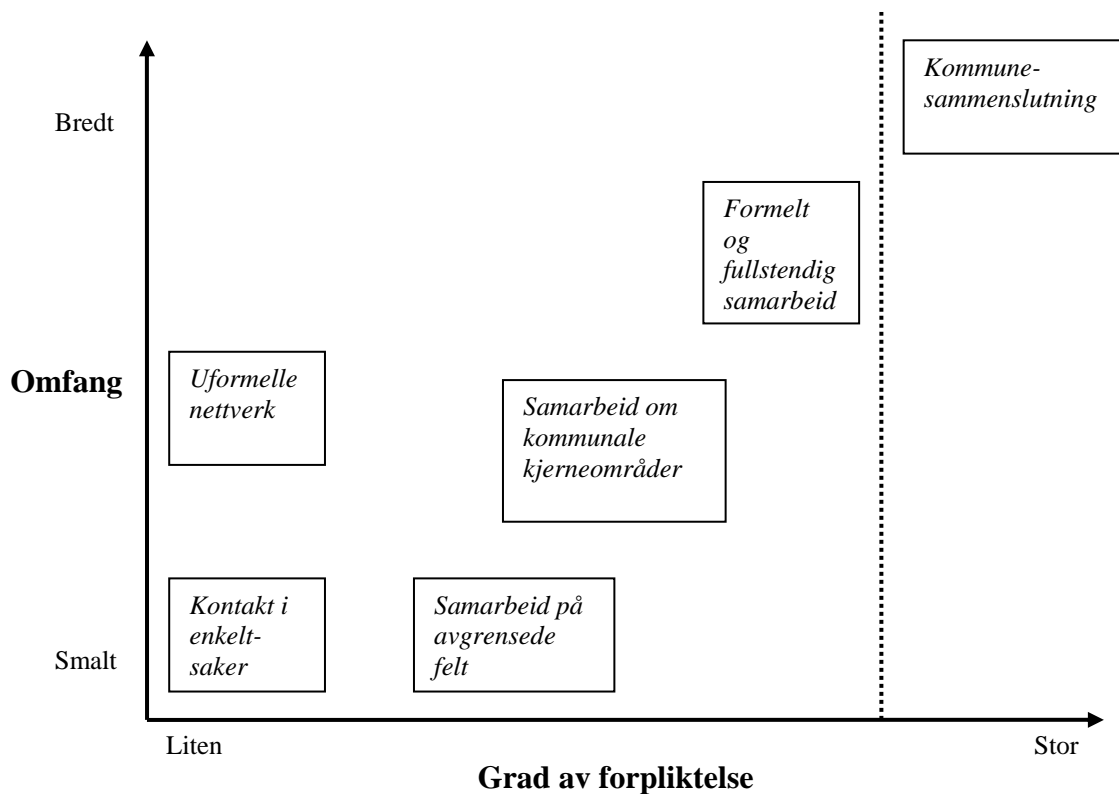 Kommune-
sammenslutning
Bredt
Formelt
og
fullstendig
samarbeid
Omfang
Uformelle
nettverk
Samarbeid om
kommunale
kjerneområder
Kontakt i
enkelt-
saker
Samarbeid på
avgrensede
felt
Smalt
Liten
Stor
Grad av forpliktelse